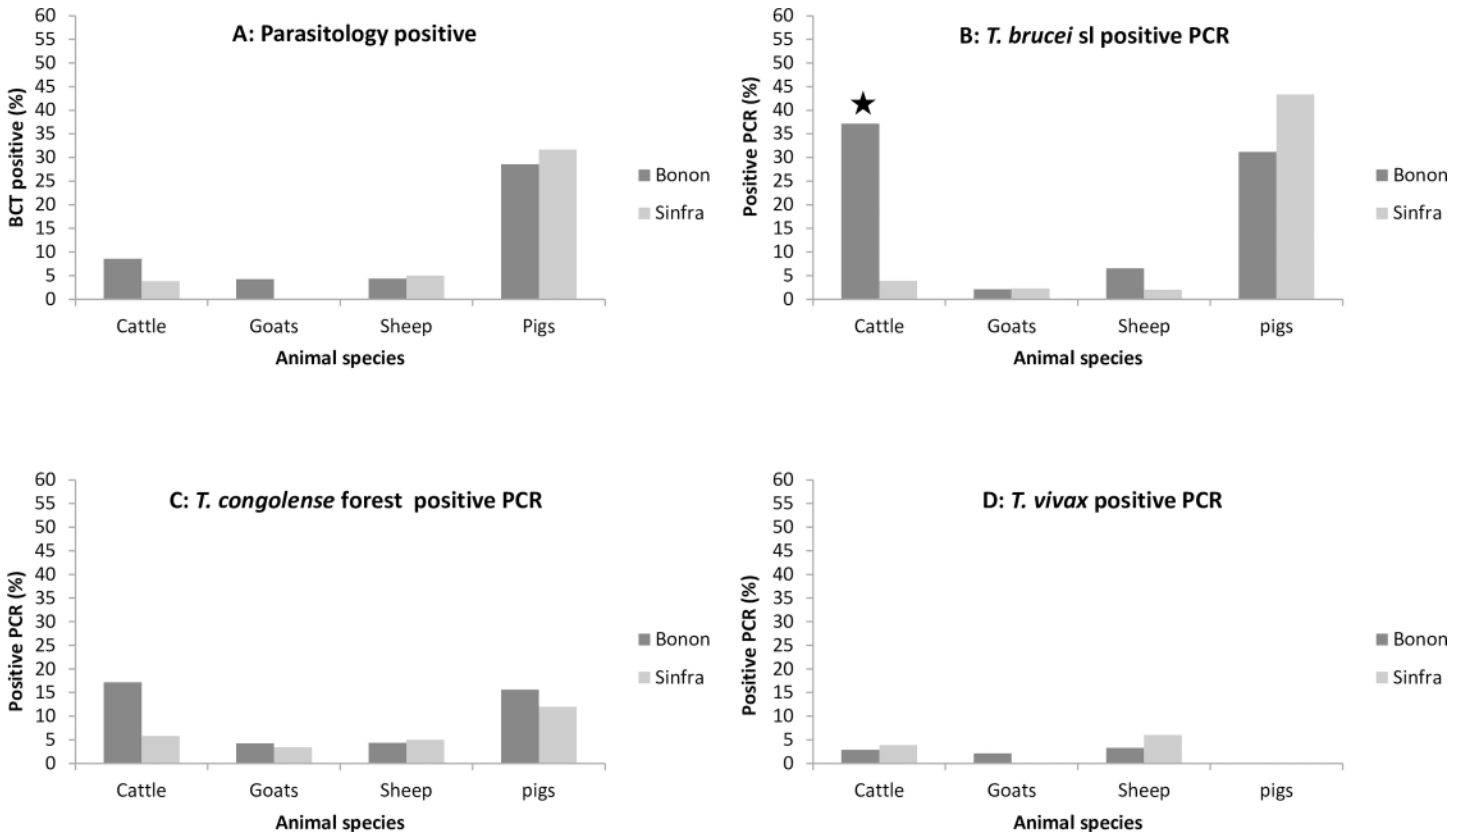 A: Parasitology positive
60
55
50
45
40
35
30
25
20
15
10
5
0
BCT positive (%)
Cattle Goats Sheep Pigs
Animal species
Bonon
Sinfra
B: T. brucei sl positive PCR
60
55
50
45
40
35
30
25
20
15
10
5
0
Positive PCR (%)
Cattle Goats Sheep pigs
Animal species
Bonon
Sinfra
C: T. congolense forest positive PCR
60
55
50
45
40
35
30
25
20
15
10
5
0
Positive PCR (%)
Cattle Goats Sheep pigs
Animal species
Bonon
Sinfra
D: T. vivax positive PCR
60
55
50
45
40
35
30
25
20
15
10
5
0
Positive PCR (%)
Cattle Goats Sheep pigs
Animal species
Bonon
Sinfra